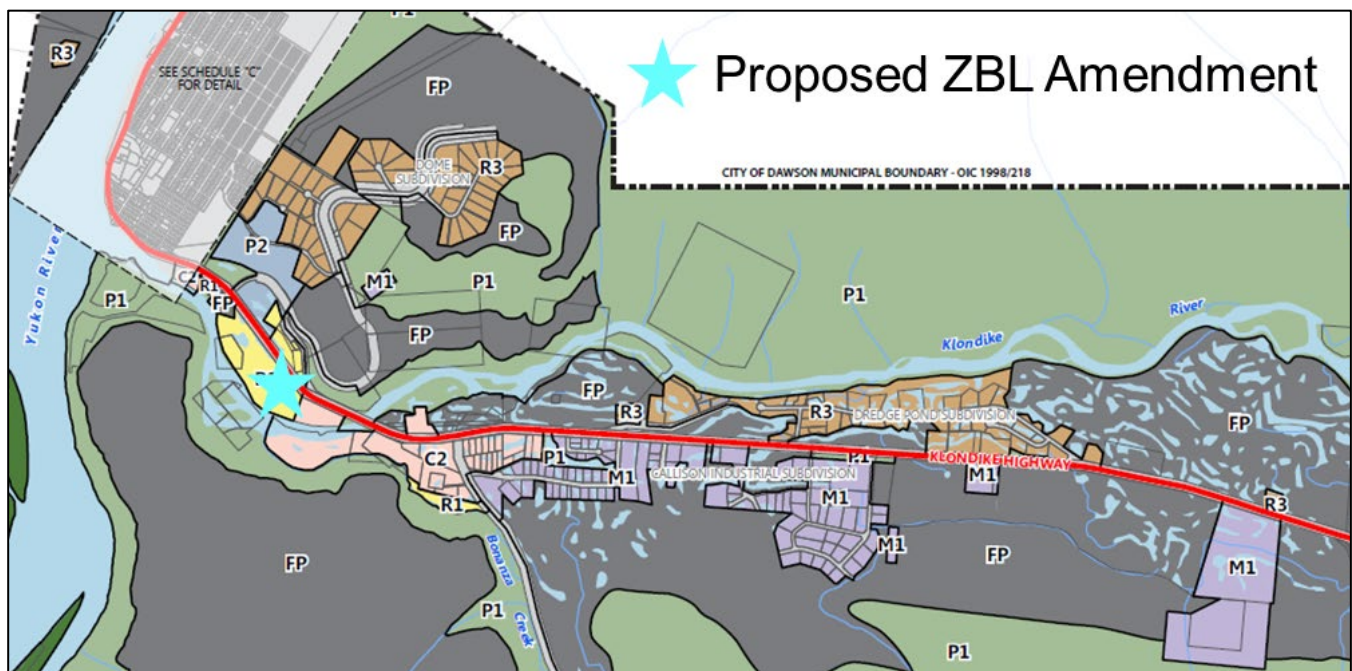 P1
R3
SEE SCHEDULE "C"
FOR DETAIL
Proposed ZBL Amendment
FP
DOME
SUBDIVISION
R3
CITY OF DAWSON MUNICIPAL BOUNDARY - OIC 1998/218
FP
P2
M1
P1
P1
C2
R1
FP
P1
Yukon River
FP
Klondike
River
FP
R3
R3
DREDGE POND SUBDIVISION
FP
C2
P1
P1
KLONDIKE HIGHWAY
CALLISON INDUSTRIAL SUBDIVISION
M1
M1
M1
R1
R3
M1
FP
Bonanza
Creek
FP
M1
P1
P1